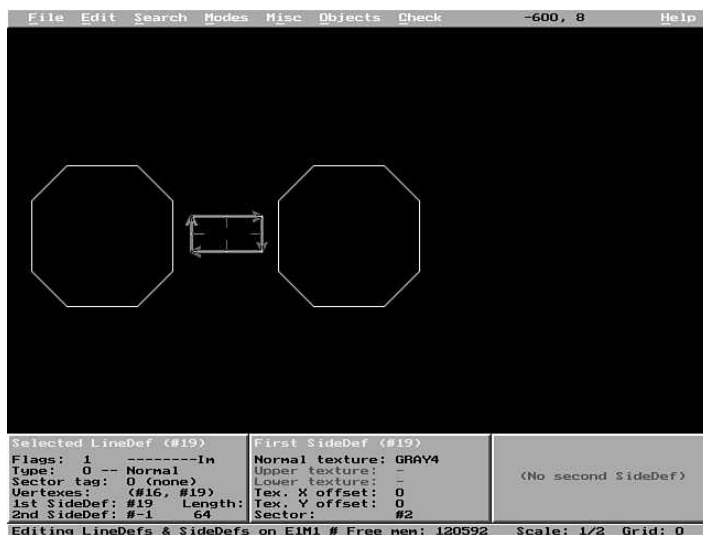 File Edit Search Modes Misc Objects Check -600, 8 Help
Selected LineDef (#19)
Flags: 1 --------Im
Type: 0 -- Normal
Sector tag: 0 (none)
Vertexes: (#16, #19)
1st SideDef: #19 Length:
2nd SideDef: #-1 64
First SideDef (#19)
Normal texture: GRAY4
Upper texture: -
Lower texture: -
Tex. X offset: 0
Tex. Y offset: 0
Sector: #2
(No second SideDef)
Editing LineDefs & SideDefs on E1M1 # Free mem: 120592 Scale: 1/2 Grid: 0